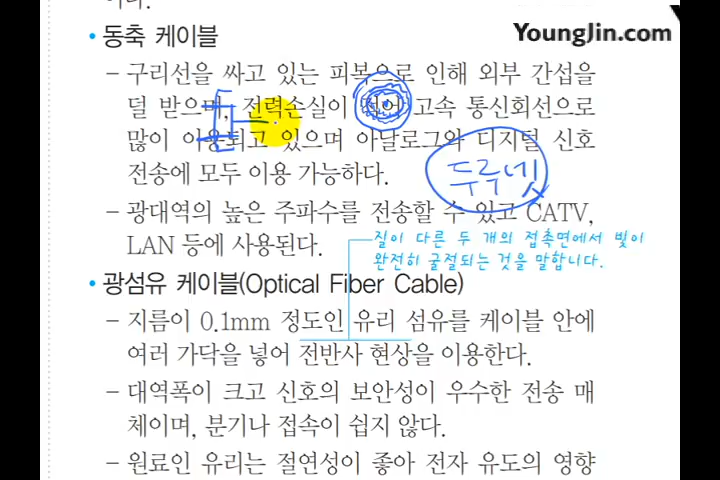 YoungJin.com
• 동축 케이블
– 구리선을 싸고 있는 피복으로 인해 외부 간섭을
덜 받으며, 전력손실이 적어 고속 통신회선으로
많이 이용되고 있으며 아날로그와 디지털 신호
전송에 모두 이용 가능하다.
두루넷
– 광대역의 높은 주파수를 전송할 수 있고 CATV,
LAN 등에 사용된다.
질이 다른 두 개의 접촉면에서 빛이
완전히 굴절되는 것을 말합니다.
• 광섬유 케이블(Optical Fiber Cable)
– 지름이 0.1mm 정도인 유리 섬유를 케이블 안에
여러 가닥을 넣어 전반사 현상을 이용한다.
– 대역폭이 크고 신호의 보안성이 우수한 전송 매
체이며, 분기나 접속이 쉽지 않다.
– 원료인 유리는 절연성이 좋아 전자 유도의 영향